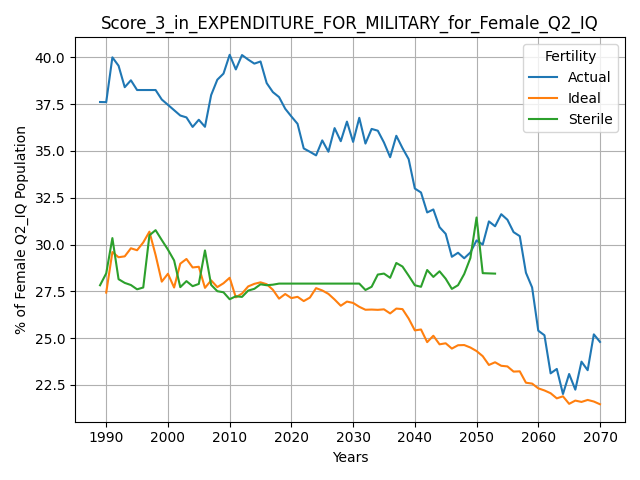 Score_3_in_EXPENDITURE_FOR_MILITARY_for_Female_Q2_IQ
% of Female Q2_IQ Population
40.0
37.5
35.0
32.5
30.0
27.5
25.0
22.5
Fertility
Actual
Ideal
Sterile
1990 2000 2010 2020 2030 2040 2050 2060 2070
Years